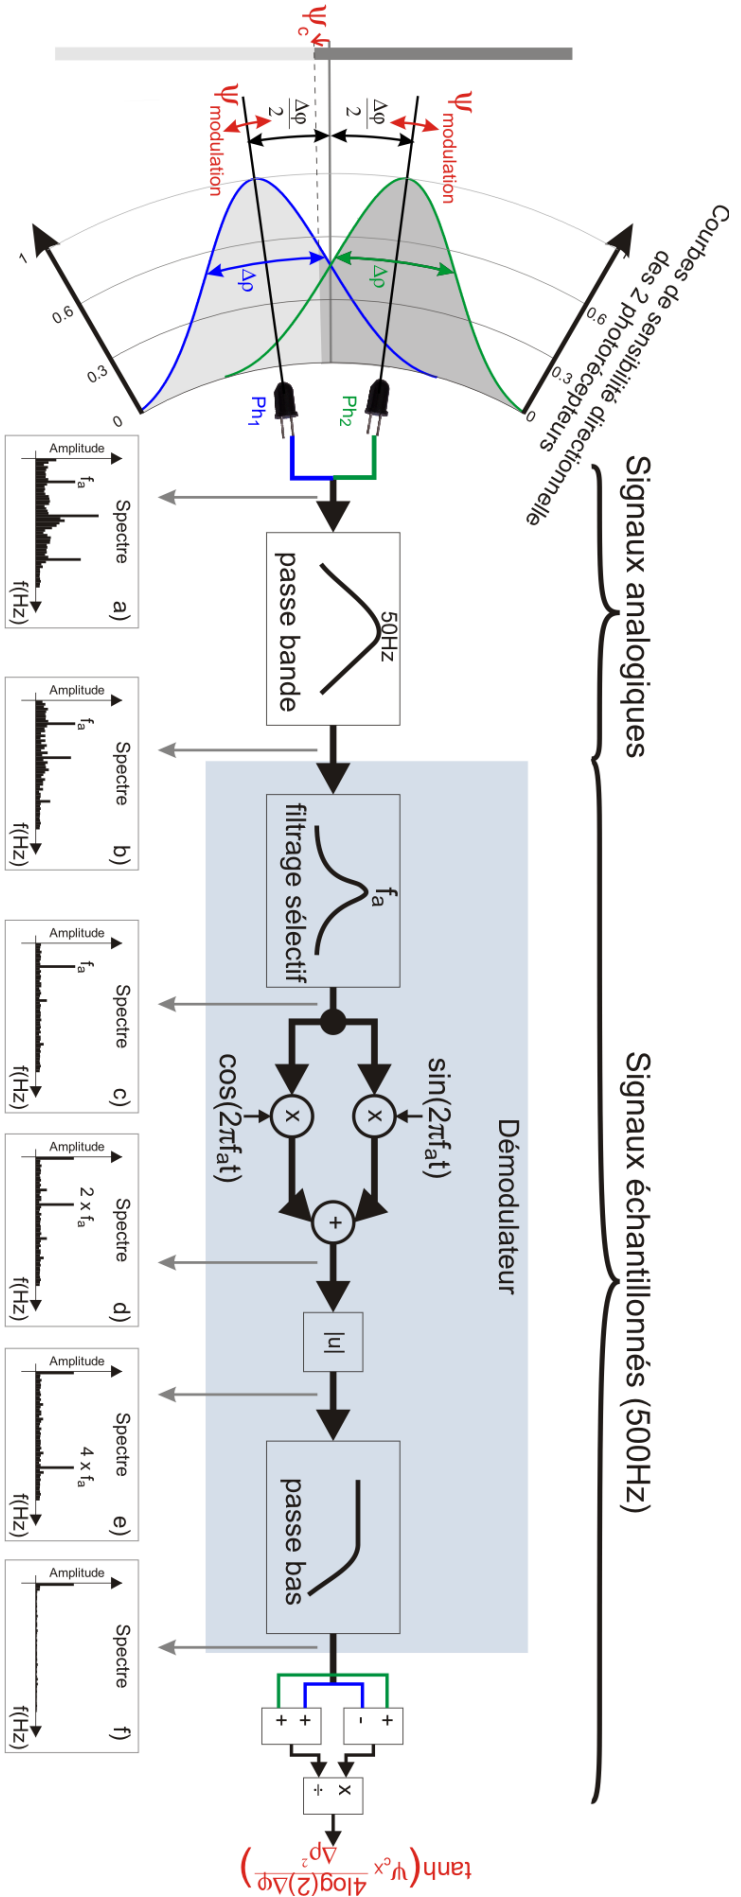 Ψc
Ψmodulation
Δφ
2
Δφ
2
Ψmodulation
Δρ
Δρ
1
0.6
0.3
0
0.6
0.3
0
Ph1
Ph2
Courbes de sensibilité directionnelle
des 2 photorécepteurs
Signaux analogiques
Signaux échantillonnés (500Hz)
50Hz
passe bande
Démodulateur
fa
filtrage sélectif
sin(2πfat)
x
cos(2πfat)
x
+
|u|
passe bas
+
-
+
+
x
÷
tanh(Ψc x 4log(2)Δφ
Δρ²)
Amplitude
fa
Spectre
a)
f(Hz)
Amplitude
fa
Spectre
b)
f(Hz)
Amplitude
fa
Spectre
c)
f(Hz)
Amplitude
2 x fa
Spectre
d)
f(Hz)
Amplitude
4 x fa
Spectre
e)
f(Hz)
Amplitude
Spectre
f)
f(Hz)